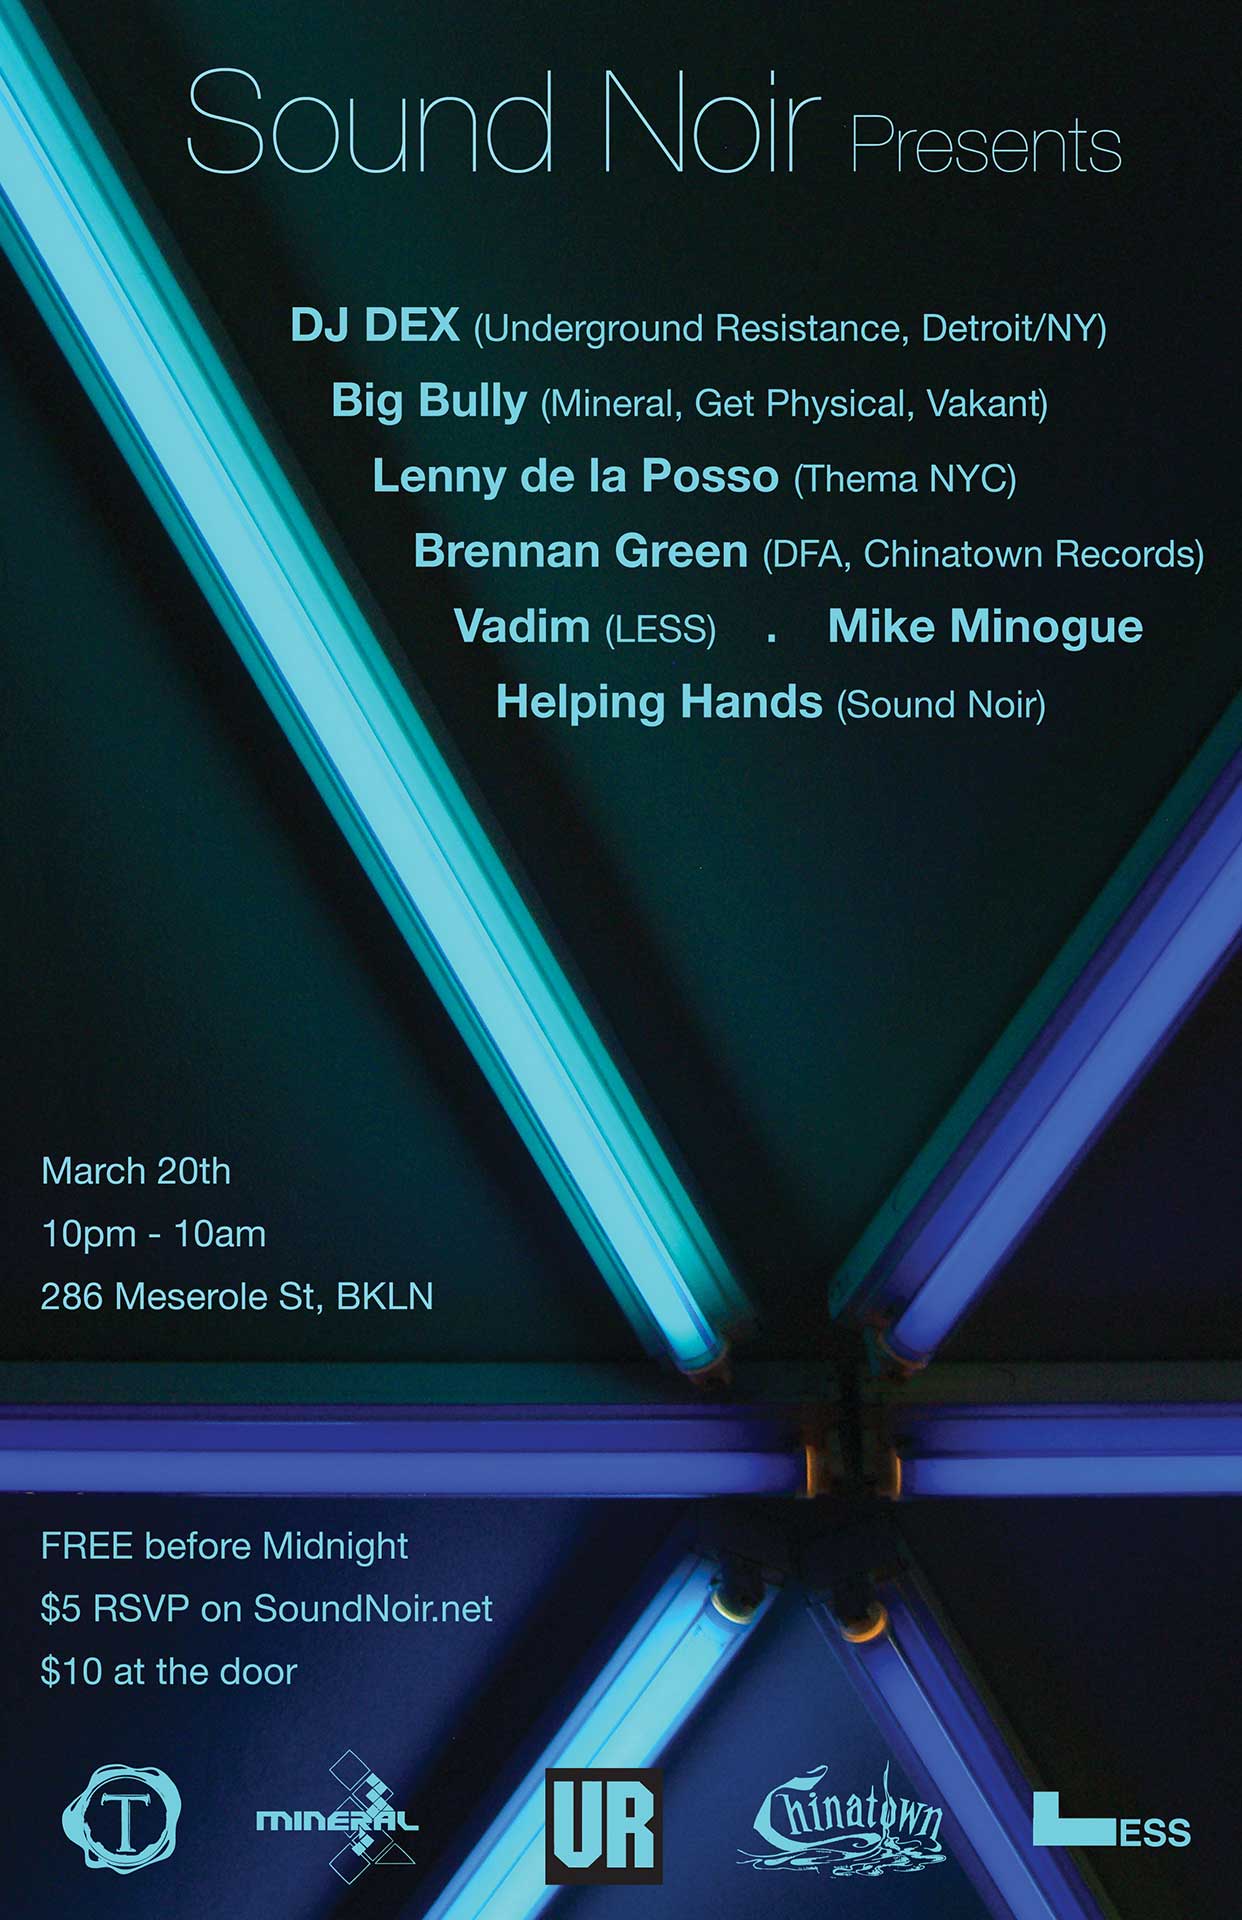 Sound Noir Presents
DJ DEX (Underground Resistance, Detroit/NY)
Big Bully (Mineral, Get Physical, Vakant)
Lenny de la Posso (Thema NYC)
Brennan Green (DFA, Chinatown Records)
Vadim (LESS) . Mike Minogue
Helping Hands (Sound Noir)
March 20th
10pm - 10am
286 Meserole St, BKLN
FREE before Midnight
$5 RSVP on SoundNoir.net
$10 at the door
T MINERAL UR Chinatown LESS